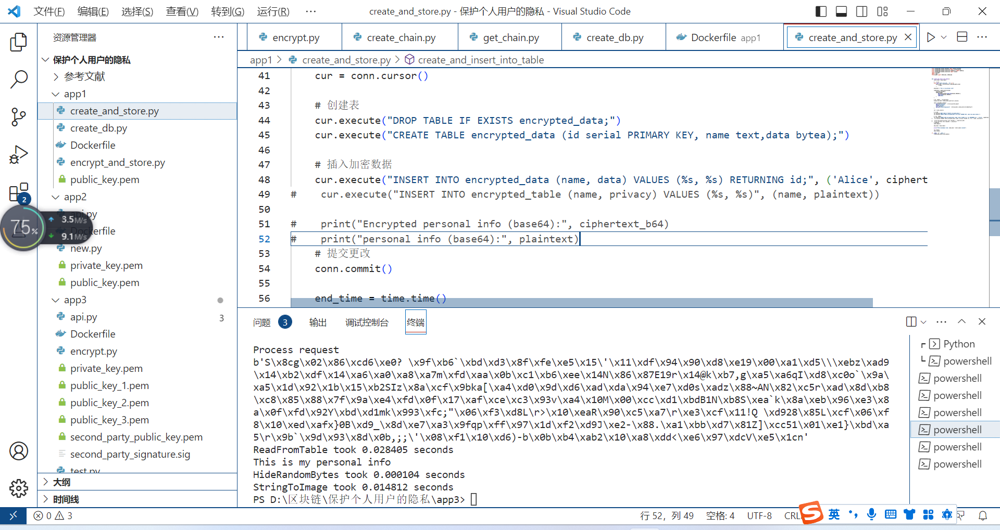 文件(F) 编辑(E) 选择(S) 查看(V) 转到(G) 运行(R) ··· create_and_store.py - 保护个人用户的隐私 - Visual Studio Code
资源管理器 ···
encrypt.py create_chain.py get_chain.py create_db.py Dockerfile app1 create_and_store.py
app1 > create_and_store.py > create_and_insert_into_table
保护个人用户的隐私
参考文献
app1
create_and_store.py
create_db.py
Dockerfile
encrypt_and_store.py
public_key.pem
app2
api.py
Dockerfile
new.py
private_key.pem
public_key.pem
app3
api.py 3
Dockerfile
encrypt.py
private_key.pem
public_key_1.pem
public_key_2.pem
public_key_3.pem
second_party_public_key.pem
second_party_signature.sig
test.py
大纲
时间线
2
75%
3.5M/s
9.1M/s
41 cur = conn.cursor()
42
43 # 创建表
44 cur.execute("DROP TABLE IF EXISTS encrypted_data;")
45 cur.execute("CREATE TABLE encrypted_data (id serial PRIMARY KEY, name text,data bytea);")
46
47 # 插入加密数据
48 cur.execute("INSERT INTO encrypted_data (name, data) VALUES (%s, %s) RETURNING id;", ('Alice', ciphert
49 # cur.execute("INSERT INTO encrypted_table (name, privacy) VALUES (%s, %s)", (name, plaintext))
50
51 # print("Encrypted personal info (base64):", ciphertext_b64)
52 # print("personal info (base64):", plaintext)
53 # 提交更改
54 conn.commit()
55
56 end_time = time.time()
问题 3 输出 调试控制台 终端
Process request
b'S\x8cg\x02\x86\xcd6\xe0? \x9f\xb6`\xbd\xd3\x8f\xfe\xe5\x15\'\x11\xdf\x94\x90\xd8\xe19\x00\xa1\xd5\\\xebz\xad9
\x14\xb2\xdf\x14\xa6\xa0\xa8\xa7m\xfd\xaa\x0b\xc1\xb6\xee\x14N\x86\x87E19r\x14@k\xb7,g\xa5\xa6qI\xd8\xc0o`\x9a\
xa5\x1d\x92\x1b\x15\xb2SIz\x8a\xcf\x9bka[\xa4\xd0\x9d\xd6\xad\xda\x94\xe7\xd0s\xadz\x88~AN\x82\xc5r\xad\x8d\xb8
\xc8\x85\x88\x7f\x9a\xe4\xfd\x0f\x17\xaf\xce\xc3\x93v\xa4\x10M\x00\xcc\xd1\xbdB1N\xb8S\xea`k\x8a\xeb\x96\xe3\x8
a\x0f\xfd\x92Y\xbd\xd1mk\x993\xfc;"\x06\xf3\xd8L\r>\x10\xeaR\x90\xc5\xa7\r\xe3\xcf\x11!Q \xd928\x85L\xcf\x06\xf
8\x10\xed\xafx}0B\xd9_\x8d\xe7\xa3\x9fqp\xff\x97\x1d\xf2\xd9J\xe2-\x88.\xa1\xbb\xd7\x81Z]\xcc51\x01\xe1}\xbd\xa
5\r\x9b`\x9d\x93\x8d\x0b,;;\'\x08\xf1\x10\xd6)-b\x0b\xb4\xab2\x10\xa8\xdd<\xe6\x97\xdcV\xe5\x1cn'
ReadFromTable took 0.028405 seconds
This is my personal info
HideRandomBytes took 0.000104 seconds
StringToImage took 0.014812 seconds
PS D:\区块链\保护个人用户的隐私\app3>
Python
powershell
powershell
powershell
powershell
powershell
powershell
powershell
0 3 行 52，列 49 空格: 4 UTF-8 CRL
S 英